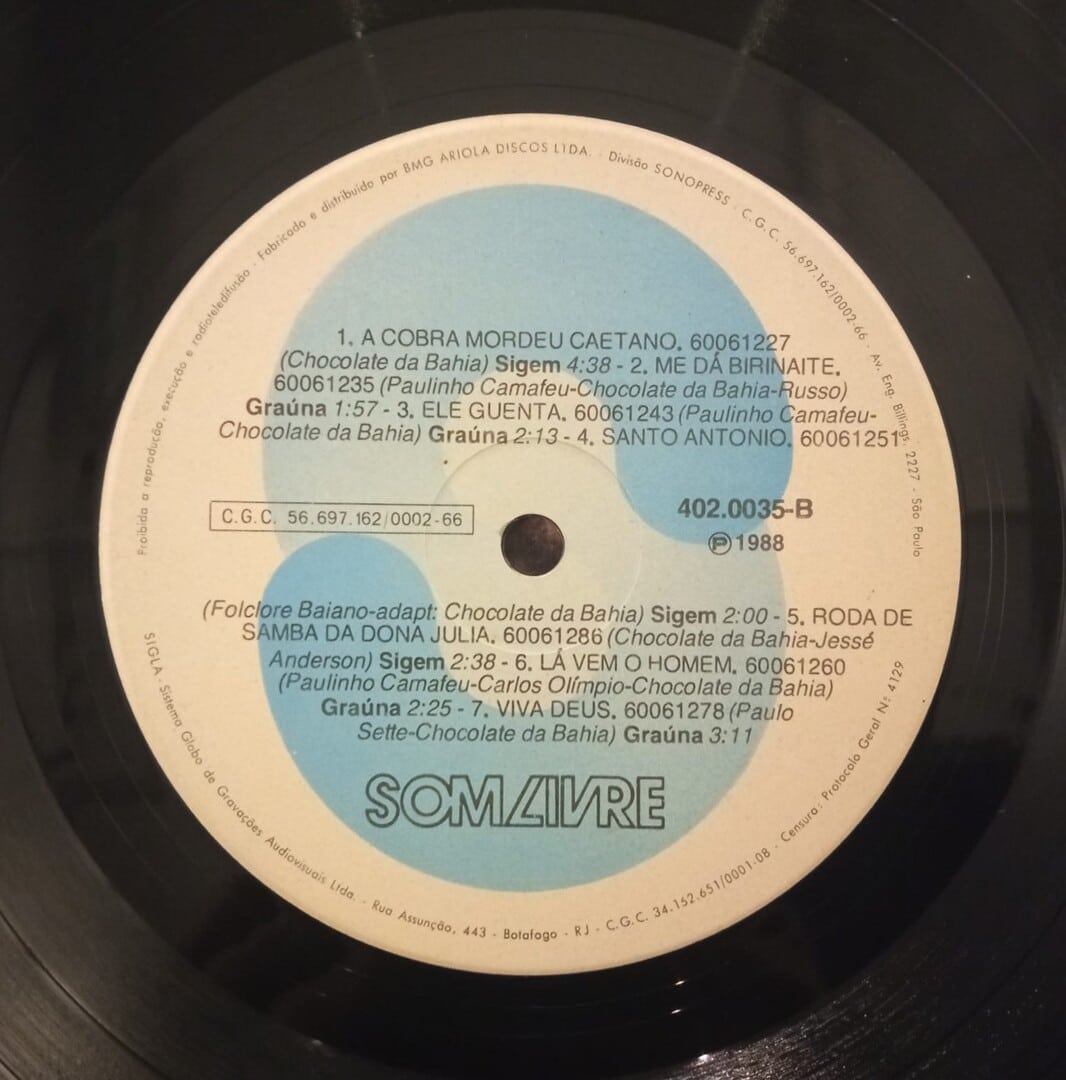 Proibida a reprodução, execução e radioteledifusão - Fabricado e distribuido por BMG ARIOLA DISCOS LTDA. - Divisão SONOPRESS - C.G.C. 56.697.162/0002-66 - Av. Eng. Billings, 2227 - São Paulo
1. A COBRA MORDEU CAETANO. 60061227
(Chocolate da Bahia) Sigem 4:38 - 2. ME DÁ BIRINAITE.
60061235 (Paulinho Camafeu-Chocolate da Bahia-Russo)
Graúna 1:57 - 3. ELE GUENTA. 60061243 (Paulinho Camafeu-
Chocolate da Bahia) Graúna 2:13 - 4. SANTO ANTONIO. 60061251
C.G.C. 56.697.162/0002-66
402.0035-B
Ⓟ 1988
(Folclore Baiano-adapt: Chocolate da Bahia) Sigem 2:00 - 5. RODA DE
SAMBA DA DONA JULIA. 60061286 (Chocolate da Bahia-Jessé
Anderson) Sigem 2:38 - 6. LÁ VEM O HOMEM. 60061260
(Paulinho Camafeu-Carlos Olímpio-Chocolate da Bahia)
Graúna 2:25 - 7. VIVA DEUS. 60061278 (Paulo
Sette-Chocolate da Bahia) Graúna 3:11
SOM LIVRE
SIGLA - Sistema Globo de Gravações Audiovisuais Ltda. - Rua Assunção, 443 - Botafogo - RJ - C.G.C. 34.152.651/0001-08 - Censura: Protocolo Geral Nº 4129